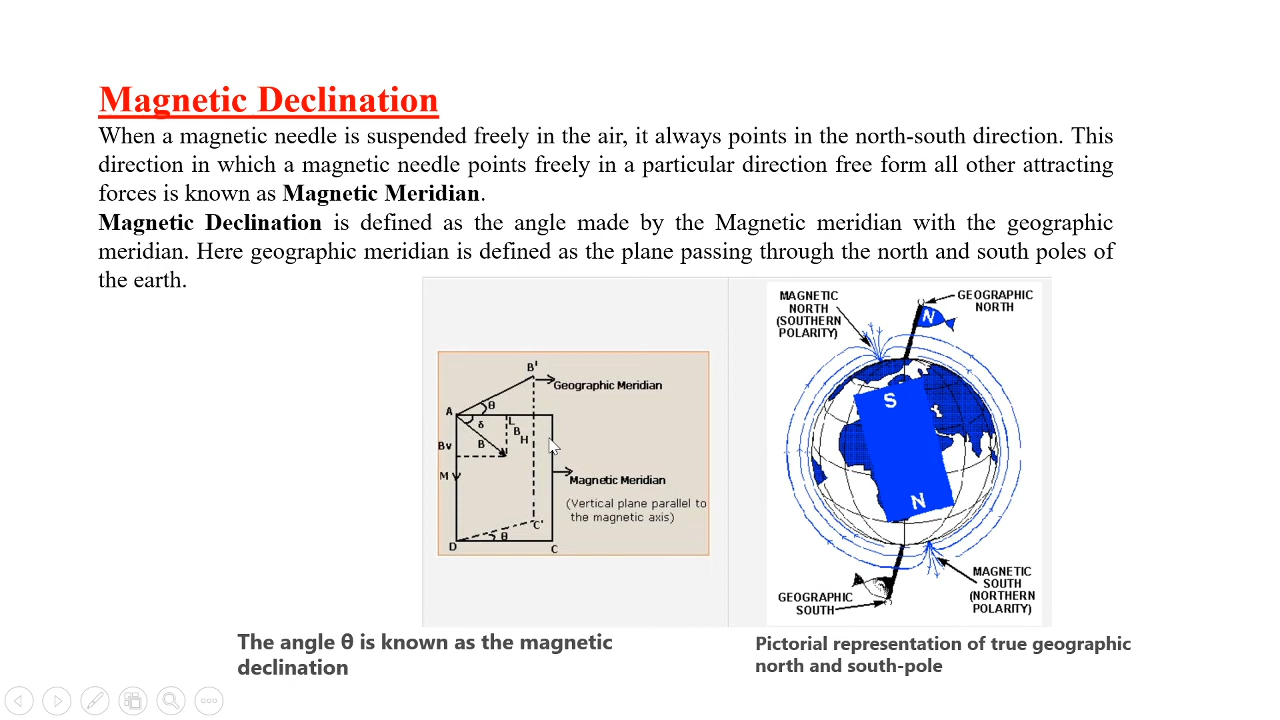 Magnetic Declination
When a magnetic needle is suspended freely in the air, it always points in the north-south direction. This
direction in which a magnetic needle points freely in a particular direction free form all other attracting
forces is known as Magnetic Meridian.
Magnetic Declination is defined as the angle made by the Magnetic meridian with the geographic
meridian. Here geographic meridian is defined as the plane passing through the north and south poles of
the earth.
B'
Geographic Meridian
θ
A
δ
L
B
H
Bv
B
M
Magnetic Meridian
(Vertical plane parallel to
the magnetic axis)
C'
θ
D
C
MAGNETIC
NORTH
(SOUTHERN
POLARITY)
GEOGRAPHIC
NORTH
N
S
N
MAGNETIC
SOUTH
(NORTHERN
POLARITY)
GEOGRAPHIC
SOUTH
The angle θ is known as the magnetic
declination
Pictorial representation of true geographic
north and south-pole